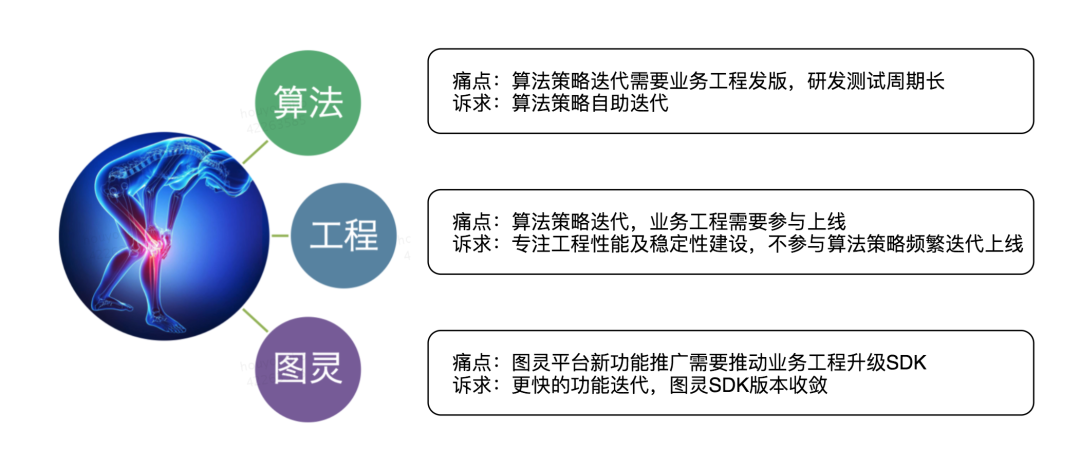 算法
痛点：算法策略迭代需要业务工程发版，研发测试周期长
诉求：算法策略自助迭代
工程
痛点：算法策略迭代，业务工程需要参与上线
诉求：专注工程性能及稳定性建设，不参与算法策略频繁迭代上线
图灵
痛点：图灵平台新功能推广需要推动业务工程升级SDK
诉求：更快的功能迭代，图灵SDK版本收敛